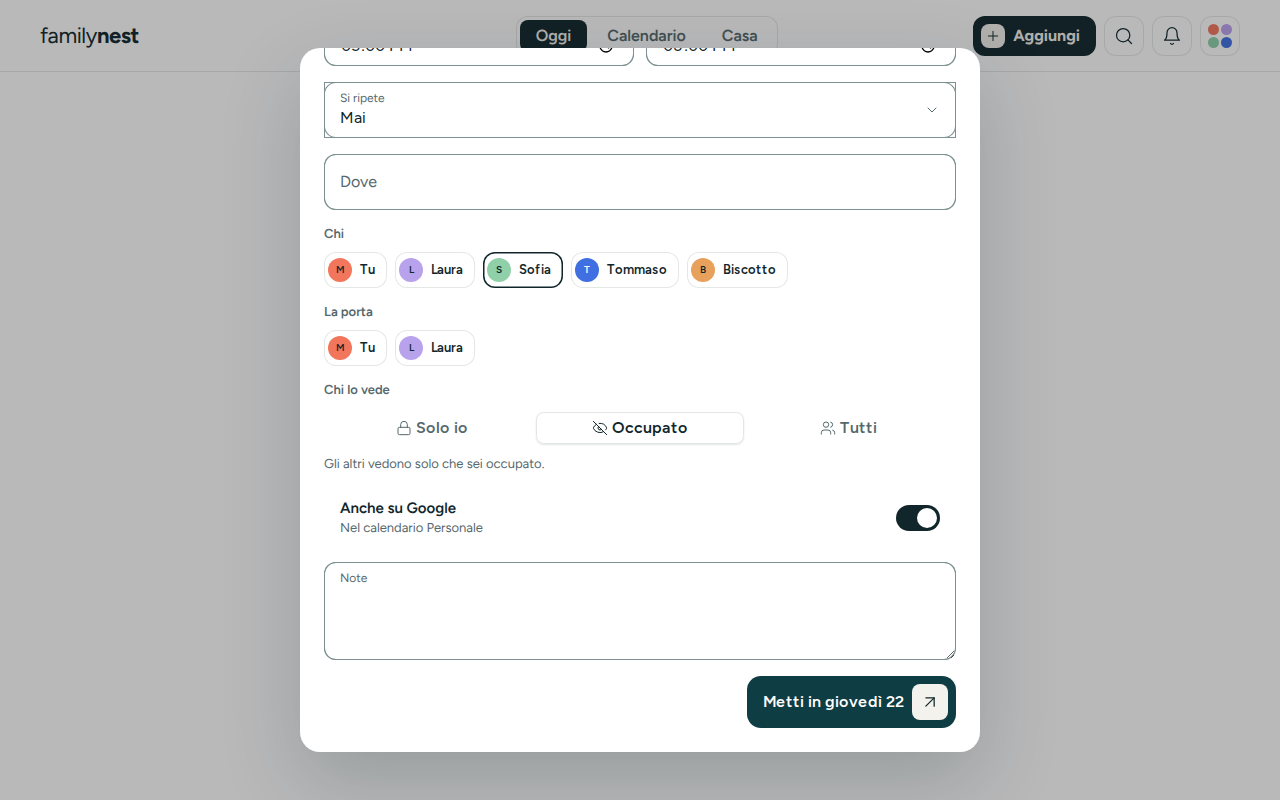 familynest
Oggi
Calendario
Casa
Aggiungi
Si ripete
Mai
Dove
Chi
M Tu
L Laura
S Sofia
T Tommaso
B Biscotto
La porta
M Tu
L Laura
Chi lo vede
Solo io
Occupato
Tutti
Gli altri vedono solo che sei occupato.
Anche su Google
Nel calendario Personale
Note
Metti in giovedì 22